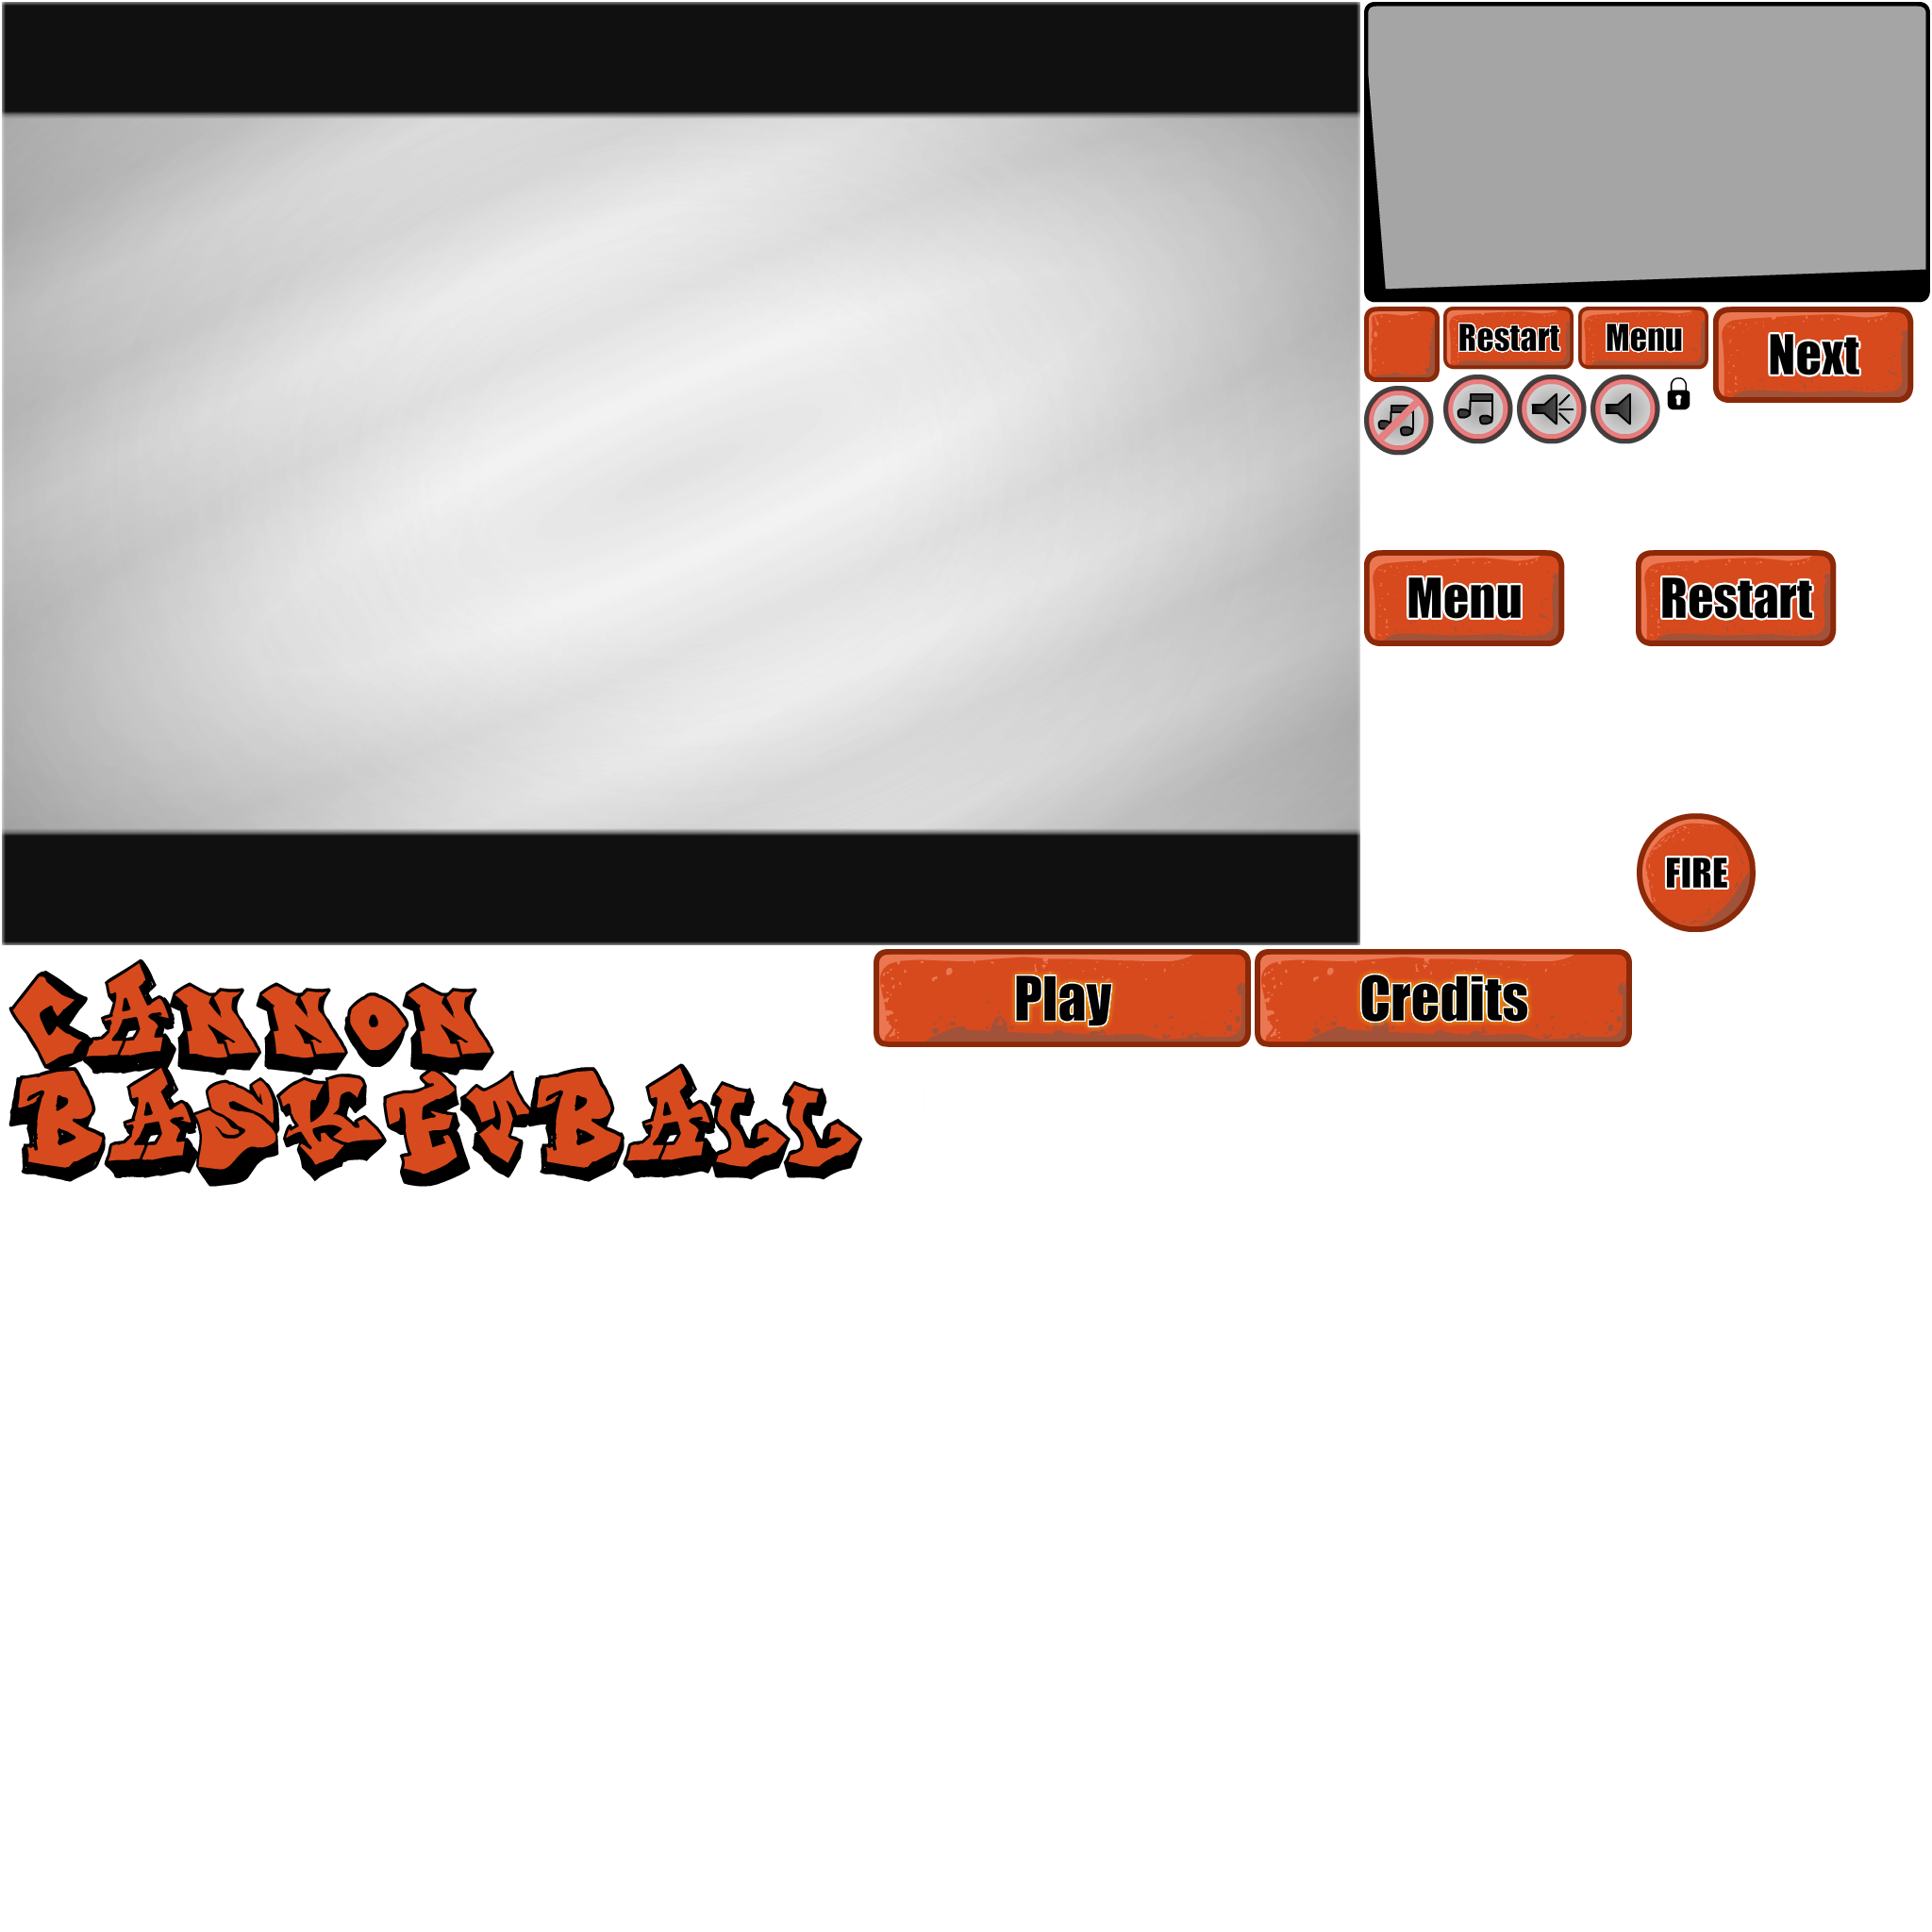 Restart
Menu
Next
Menu
Restart
FIRE
Play
Credits
CANNON
BASKETBALL